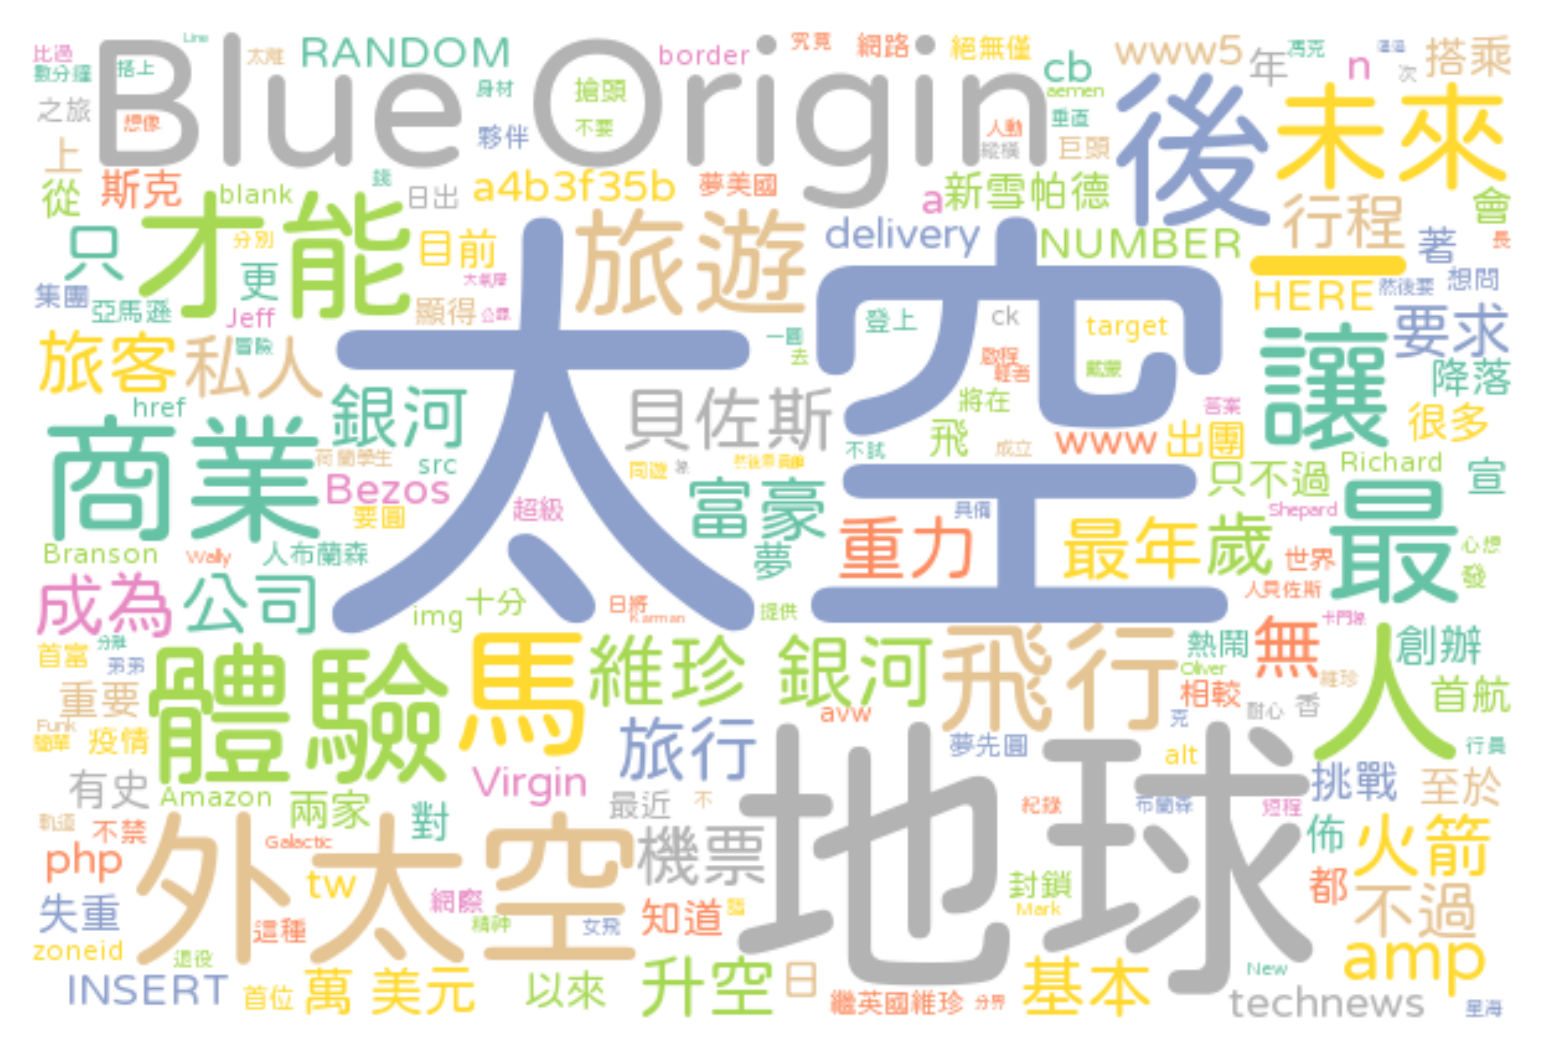 比過
Line
太雕
RANDOM
border
究竟
網路
絕無僅
www5
年
馮克
n
次
搭乘
數分鐘
搭上
Blue Origin
身材
搶頭
cb
aemen
之旅
想像
夥伴
不要
人動
縱橫
垂直
巨頭
後
未來
上
從
斯克
blank
錢
日出
a4b3f35b
夢美國
a
新雪帕德
行程
會
只
才能
分別
目前
旅遊
delivery
NUMBER
著
長
更
大氣層
太空
一
集團
亞馬遜
Jeff
顯得
公尺
登上
ck
target
HERE
然後要
想問
要求
旅客
私人
冒險
一圓
去
啟程
輕者
戴蒙
讓
降落
href
銀河
貝佐斯
將在
答案
很多
商業
荷蘭學生
src
同遊
不試
飛
成立
www
出團
Bezos
要圓
超級
富豪
具備
只不過
Richard
宣
Shepard
最
Branson
Wally
人布蘭森
夢
重力
最年
歲
世界
心想
發
成為
公司
img
十分
日將
Karman
提供
人貝佐斯
卡門線
首富
分離
弟弟
體驗
馬
維珍 銀河
飛行
熱鬧
Oliver
無
人
創辦
重要
相較
維珍
首航
Funk
簡單
疫情
旅行
avw
夢先圓
克
耐心
香
行員
有史
Amazon
兩家
Virgin
最近
不
地球
alt
挑戰
至於
軌道
不禁
對
紀錄
布蘭森
短程
php
Galactic
外太空
機票
佈
火箭
tw
網際
封鎖
都
失重
這種
精神
女飛
知道
Mark
不過
zoneid
退役
amp
INSERT
首位
萬 美元
以來
升空
日
繼英國維珍
分界
基本
New
technews
星海